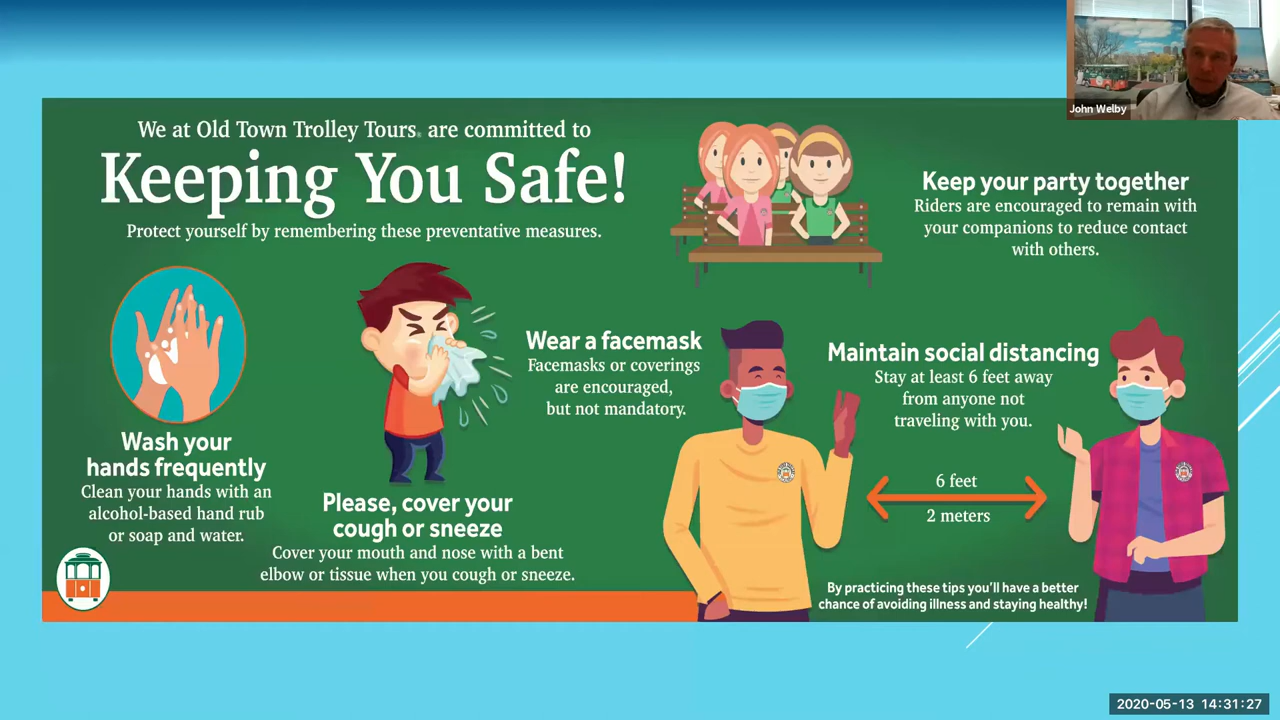 John Welby
We at Old Town Trolley Tours® are committed to
Keeping You Safe!
Protect yourself by remembering these preventative measures.
Wash your
hands frequently
Clean your hands with an
alcohol-based hand rub
or soap and water.
Please, cover your
cough or sneeze
Cover your mouth and nose with a bent
elbow or tissue when you cough or sneeze.
Wear a facemask
Facemasks or coverings
are encouraged,
but not mandatory.
Keep your party together
Riders are encouraged to remain with
your companions to reduce contact
with others.
Maintain social distancing
Stay at least 6 feet away
from anyone not
traveling with you.
6 feet
2 meters
By practicing these tips you'll have a better
chance of avoiding illness and staying healthy!
2020-05-13 14:31:27